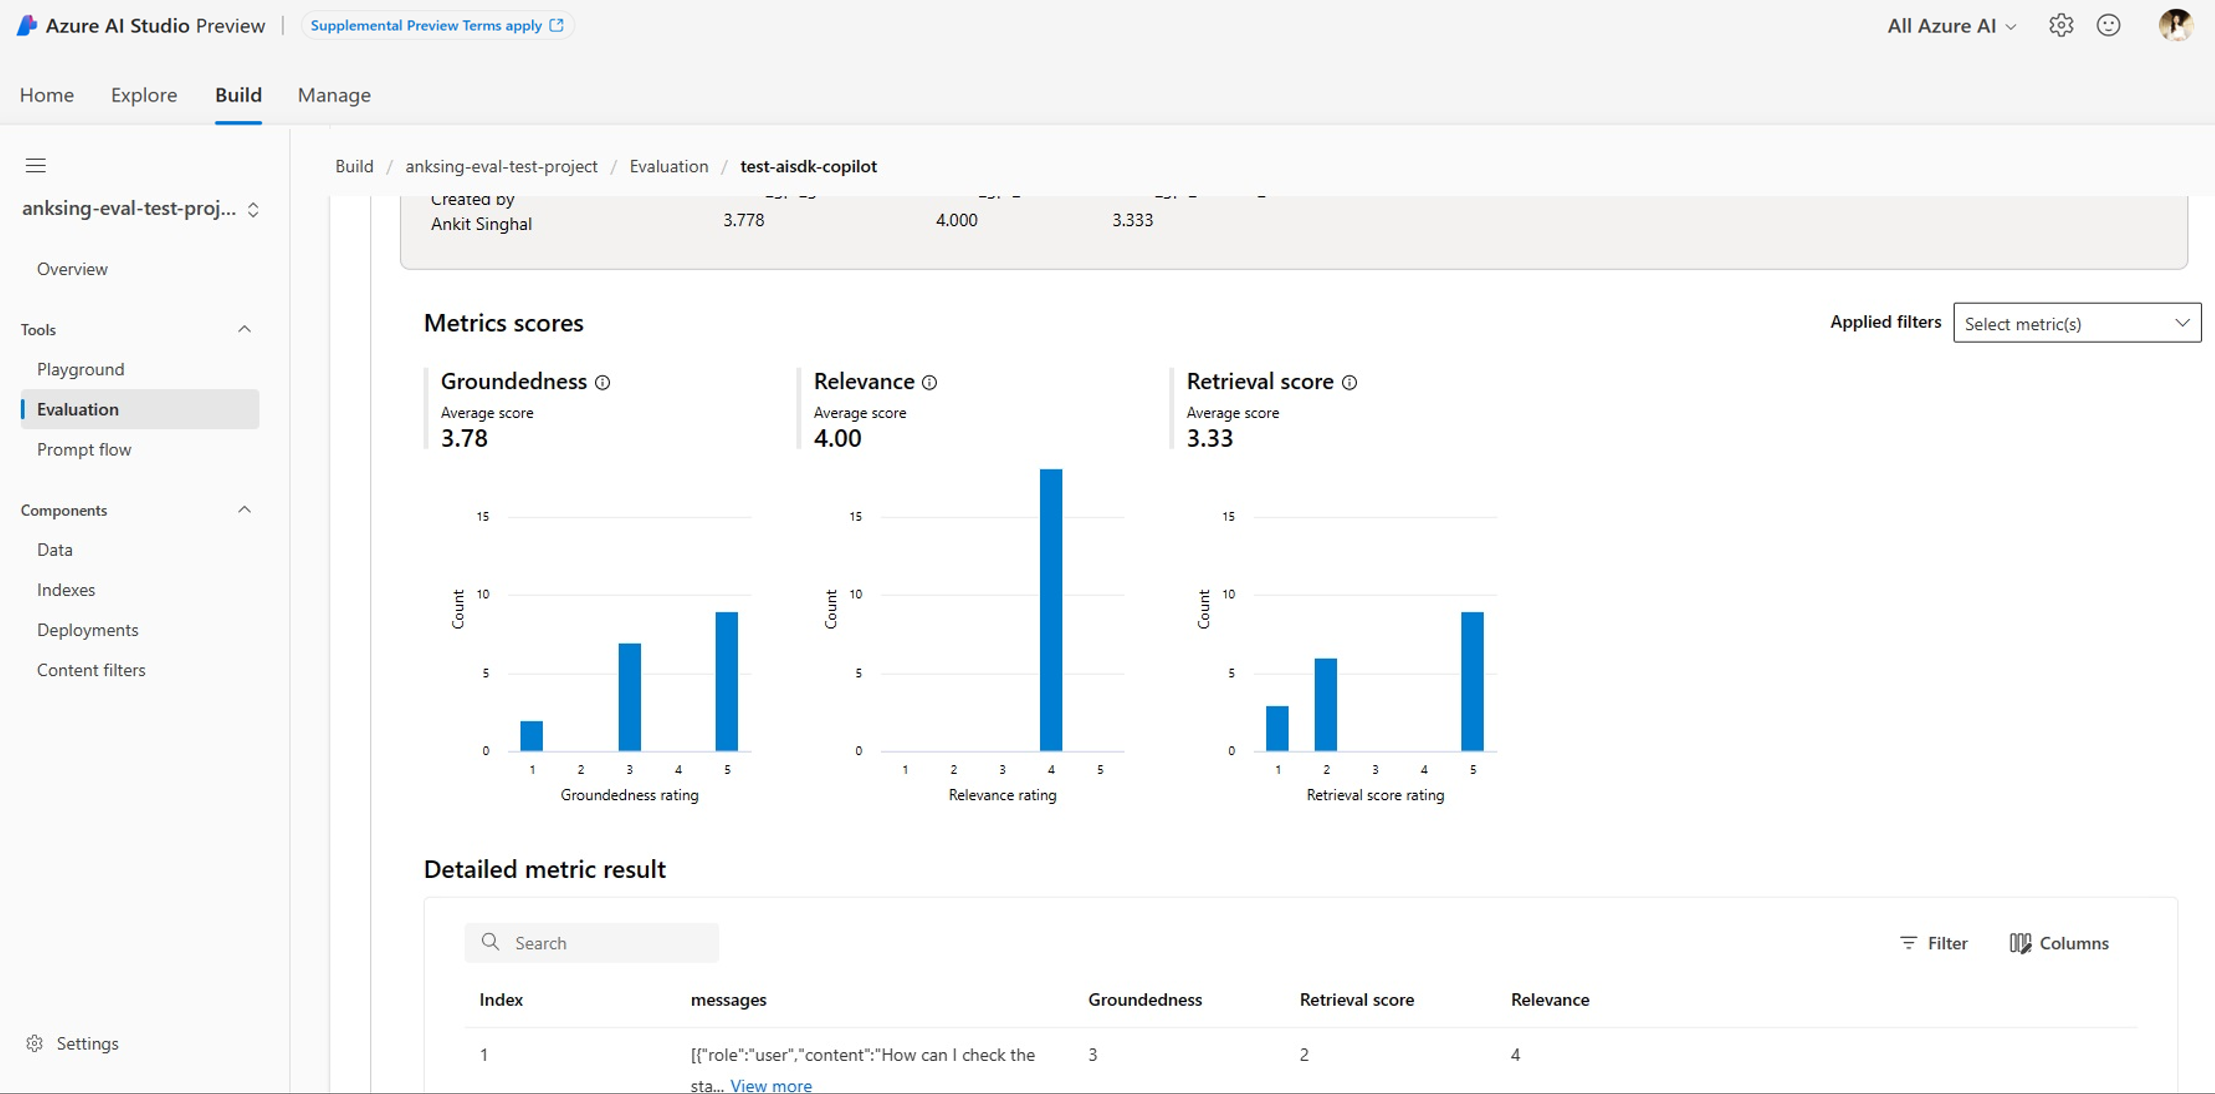 Azure AI Studio Preview | Supplemental Preview Terms apply
All Azure AI
Home Explore Build Manage
Build / anksing-eval-test-project / Evaluation / test-aisdk-copilot
anksing-eval-test-proj...
Overview
Tools
Playground
Evaluation
Prompt flow
Components
Data
Indexes
Deployments
Content filters
Settings
Created by
Ankit Singhal
3.778 4.000 3.333
Metrics scores
Applied filters Select metric(s)
Groundedness
Average score
3.78
15
10
5
0
Count
1 2 3 4 5
Groundedness rating
Relevance
Average score
4.00
15
10
5
0
Count
1 2 3 4 5
Relevance rating
Retrieval score
Average score
3.33
15
10
5
0
Count
1 2 3 4 5
Retrieval score rating
Detailed metric result
Search
Filter Columns
Index messages Groundedness Retrieval score Relevance
1 [{"role":"user","content":"How can I check the 3 2 4
sta... View more